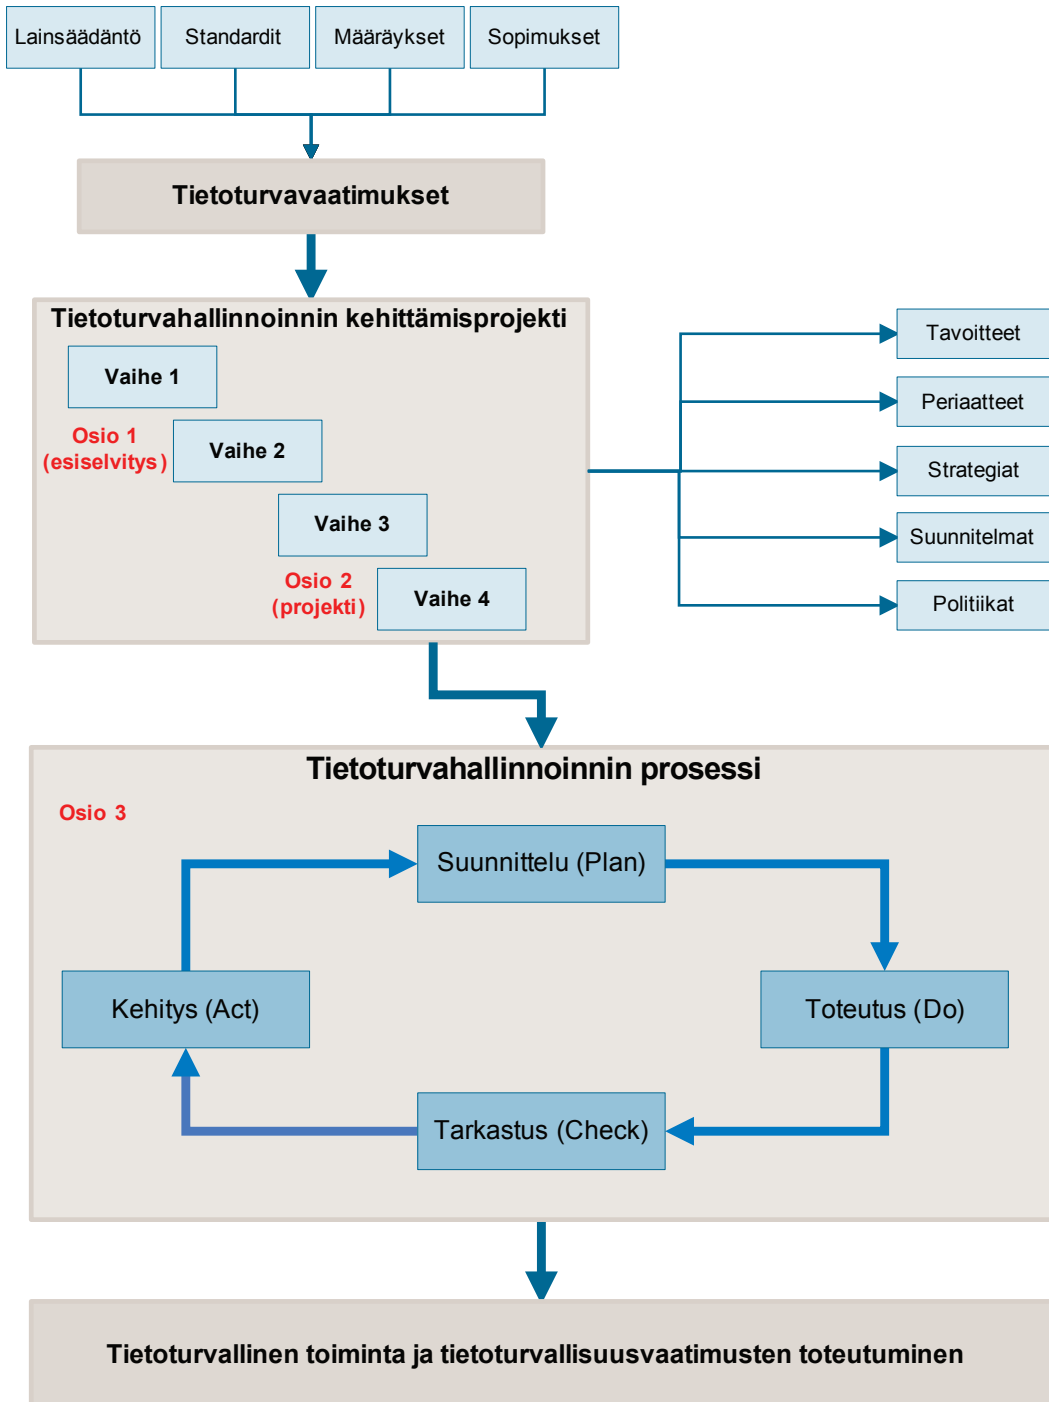 Lainsäädäntö
Standardit
Määräykset
Sopimukset
Tietoturvavaatimukset
Tietoturvahallinnoinnin kehittämisprojekti
Vaihe 1
Osio 1
(esiselvitys)
Vaihe 2
Vaihe 3
Osio 2
(projekti)
Vaihe 4
Tavoitteet
Periaatteet
Strategiat
Suunnitelmat
Politiikat
Tietoturvahallinnoinnin prosessi
Osio 3
Suunnittelu (Plan)
Kehitys (Act)
Toteutus (Do)
Tarkastus (Check)
Tietoturvallinen toiminta ja tietoturvallisuusvaatimusten toteutuminen